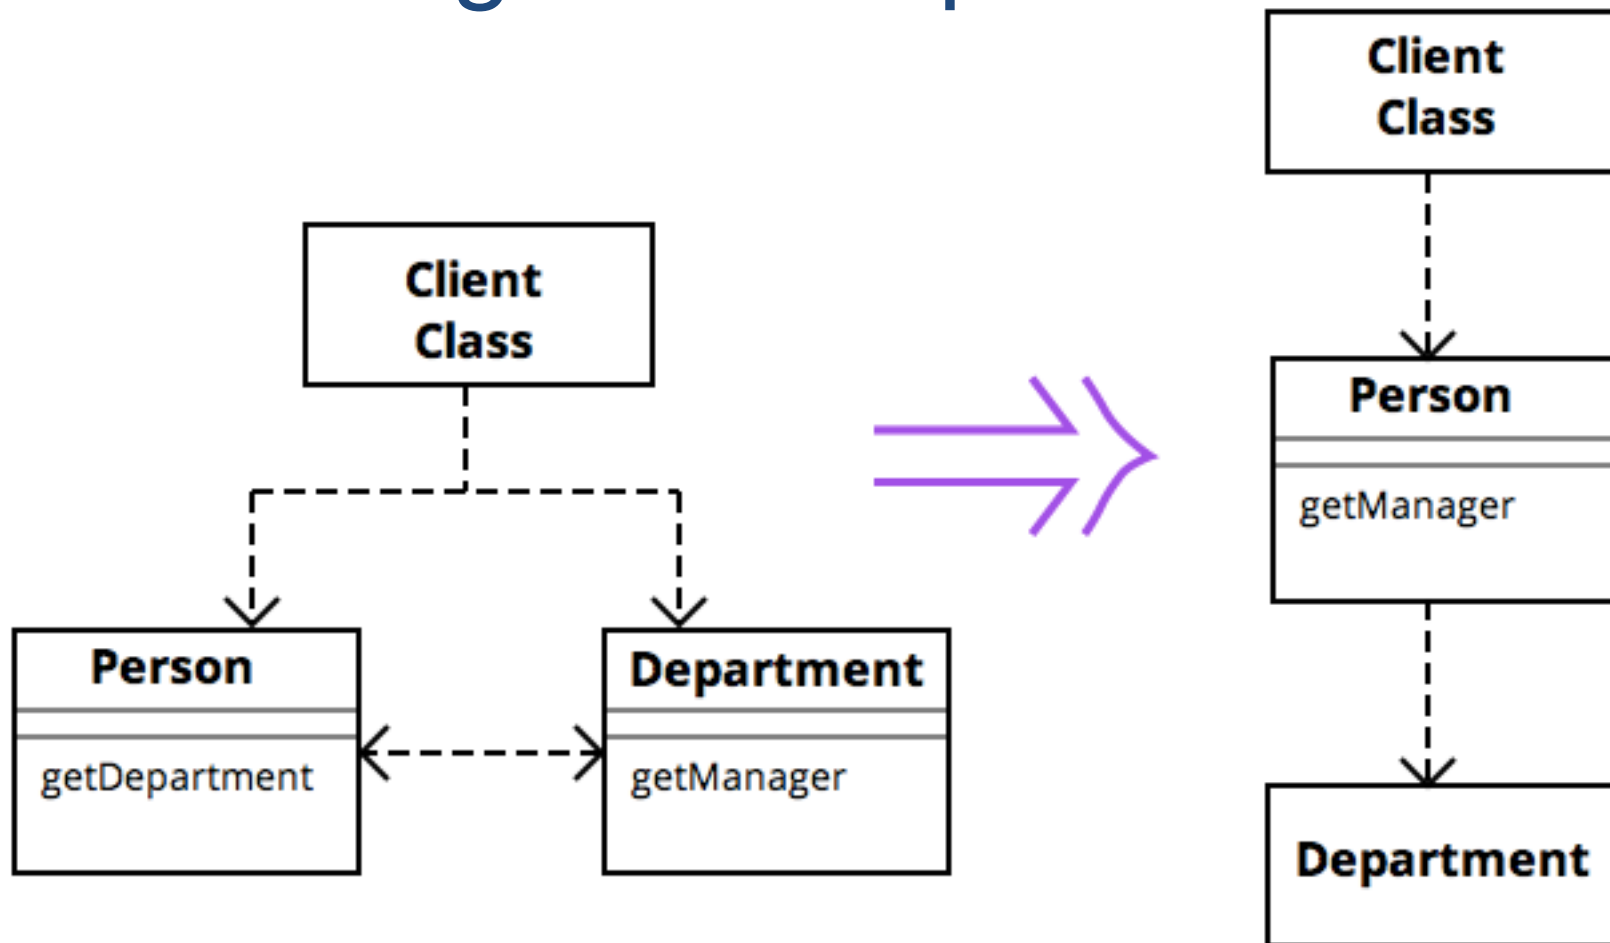 Client
Class
Person
getDepartment
Department
getManager
Client
Class
Person
getManager
Department